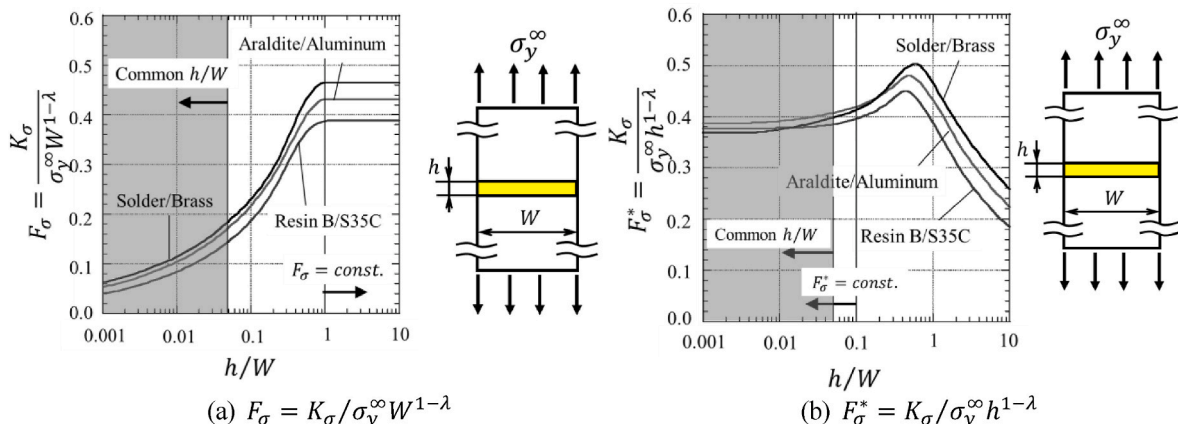 F_σ = K_σ / σ_y^∞ W^{1−λ}
0.6
0.5
0.4
0.3
0.2
0.1
0.0
Araldite/Aluminum
Common h/W
Solder/Brass
Resin B/S35C
F_σ = const.
0.001 0.01 0.1 1 10
h/W
σ_y^∞
h
W
(a) F_σ = K_σ/σ_y^∞ W^{1−λ}
F_σ^* = K_σ / σ_y^∞ h^{1−λ}
0.6
0.5
0.4
0.3
0.2
0.1
0.0
Solder/Brass
Araldite/Aluminum
Resin B/S35C
Common h/W
F_σ^* = const.
0.001 0.01 0.1 1 10
h/W
σ_y^∞
h
W
(b) F_σ^* = K_σ/σ_y^∞ h^{1−λ}